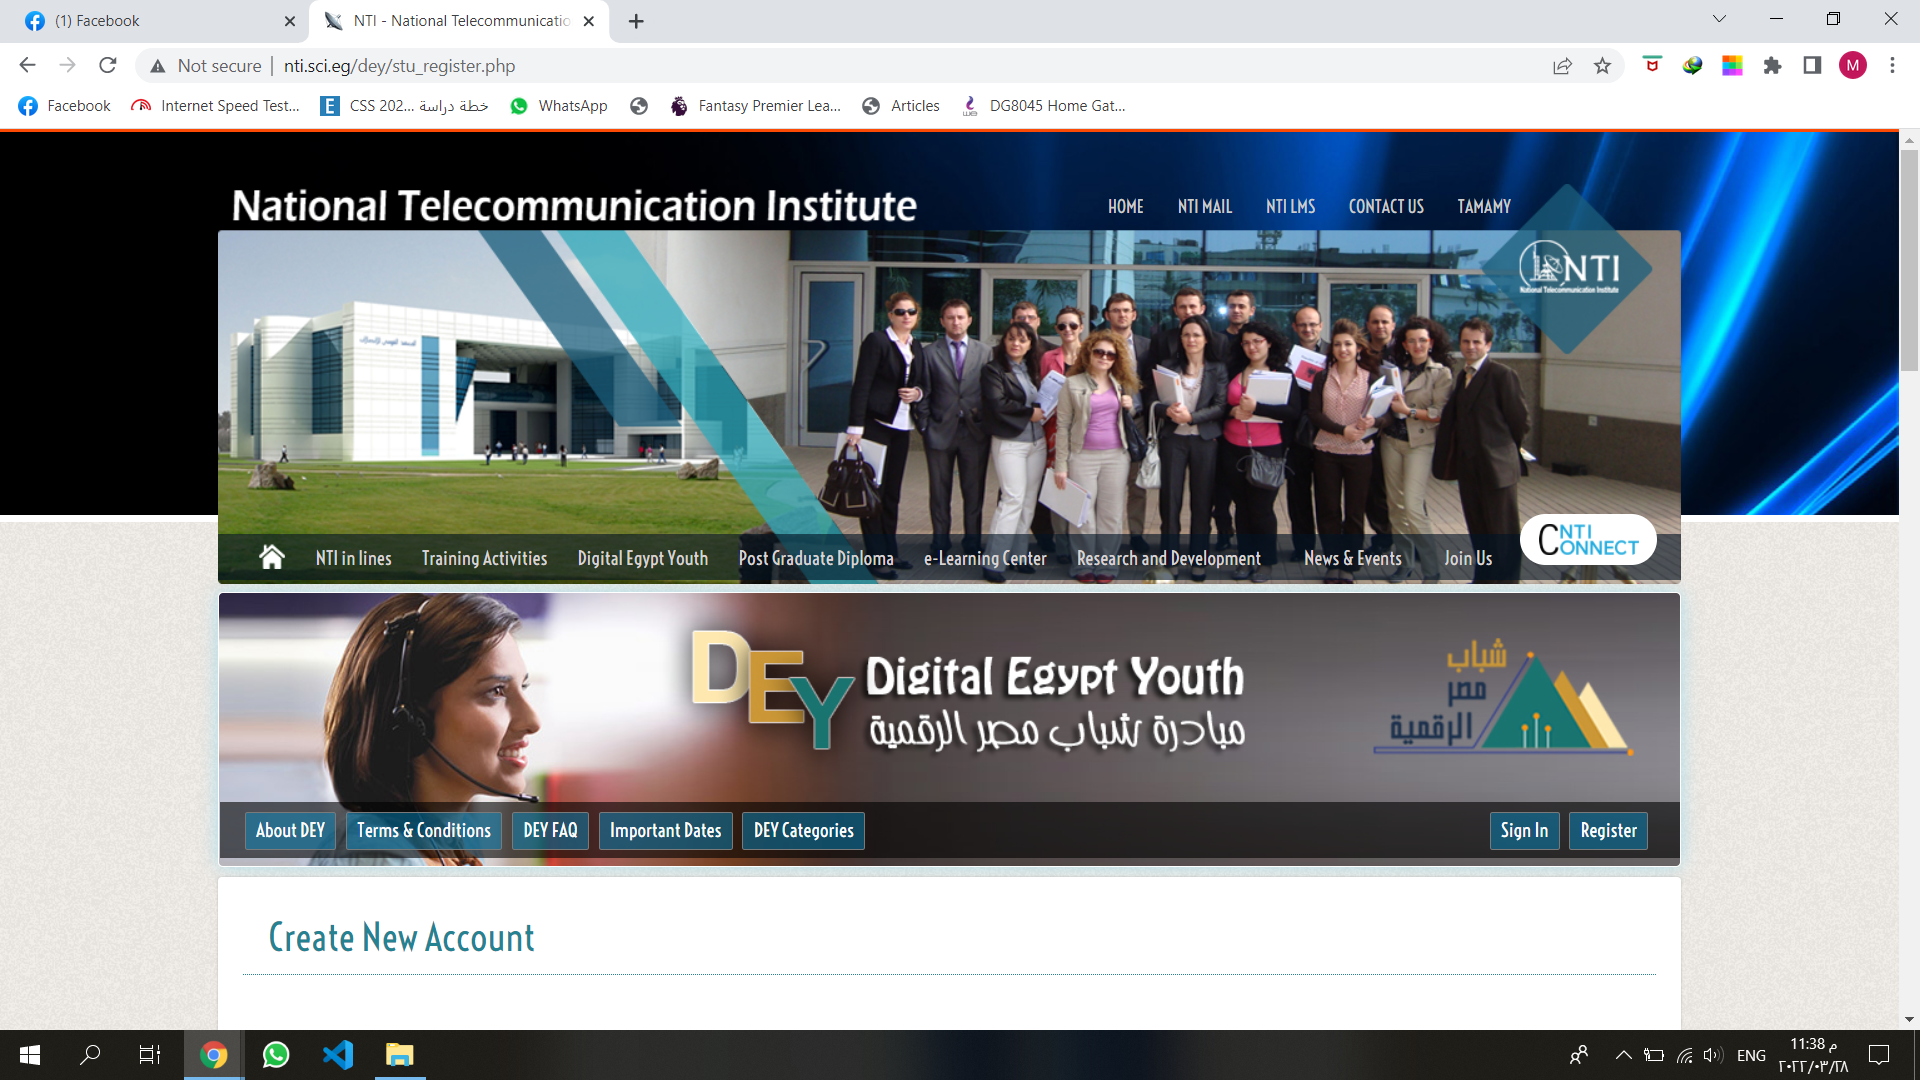 (1) Facebook
NTI - National Telecommunicatio
Not secure
nti.sci.eg/dey/stu_register.php
M
Facebook
Internet Speed Test...
CSS 202... خطة دراسة
WhatsApp
Fantasy Premier Lea...
Articles
DG8045 Home Gat...
National Telecommunication Institute
HOME
NTI MAIL
NTI LMS
CONTACT US
TAMAMY
NTI
National Telecommunication Institute
المعهد القومي للاتصالات
CNTI
CONNECT
NTI in lines
Training Activities
Digital Egypt Youth
Post Graduate Diploma
e-Learning Center
Research and Development
News & Events
Join Us
DEY
Digital Egypt Youth
مبادرة شباب مصر الرقمية
شباب
مصر
الرقمية
About DEY
Terms & Conditions
DEY FAQ
Important Dates
DEY Categories
Sign In
Register
Create New Account
ENG
11:38 م
٢٠٢٢/٠٣/٢٨